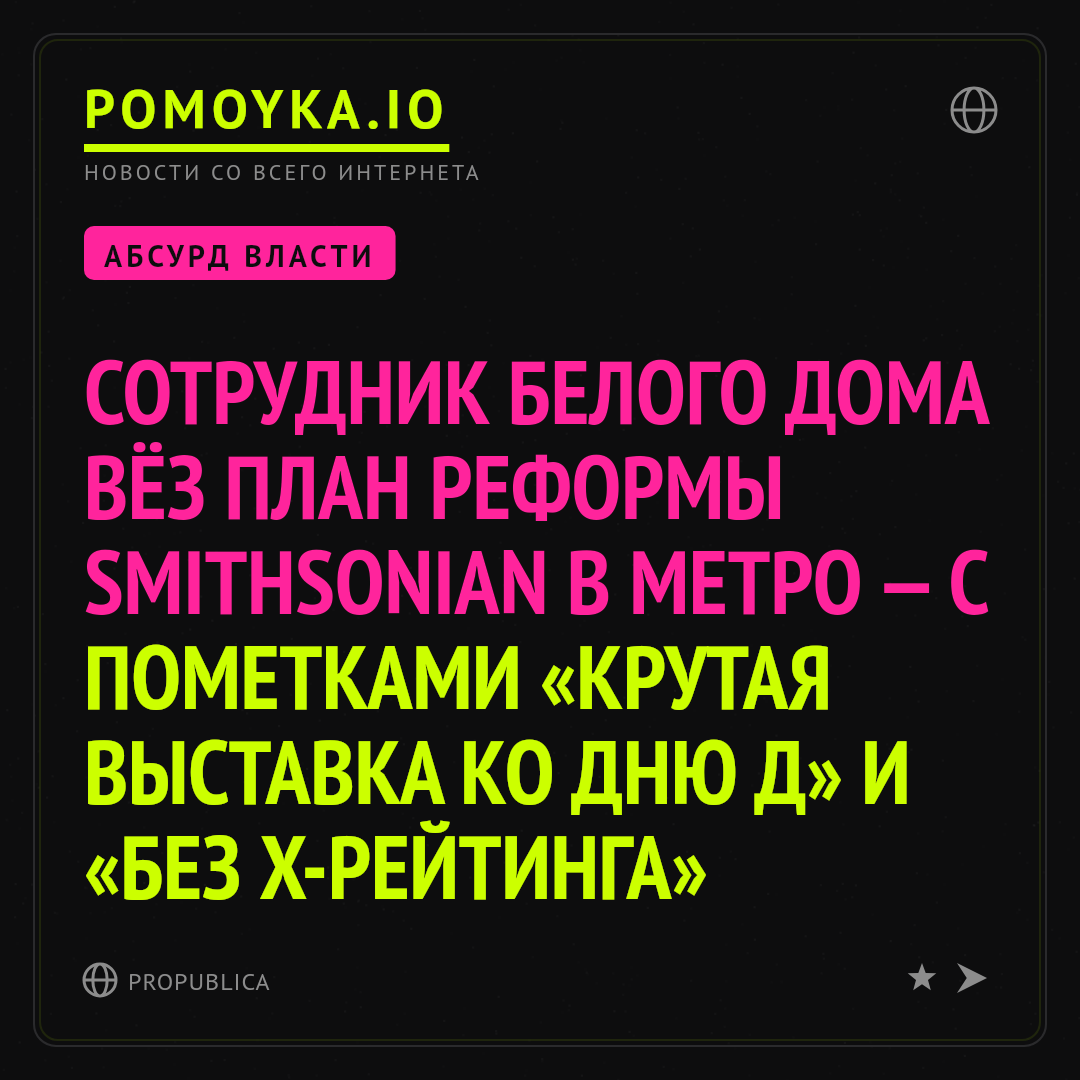 POMOYKA.IO
НОВОСТИ СО ВСЕГО ИНТЕРНЕТА
АБСУРД ВЛАСТИ
СОТРУДНИК БЕЛОГО ДОМА
ВЁЗ ПЛАН РЕФОРМЫ
SMITHSONIAN В МЕТРО — С
ПОМЕТКАМИ «КРУТАЯ
ВЫСТАВКА КО ДНЮ Д» И
«БЕЗ Х-РЕЙТИНГА»
PROPUBLICA